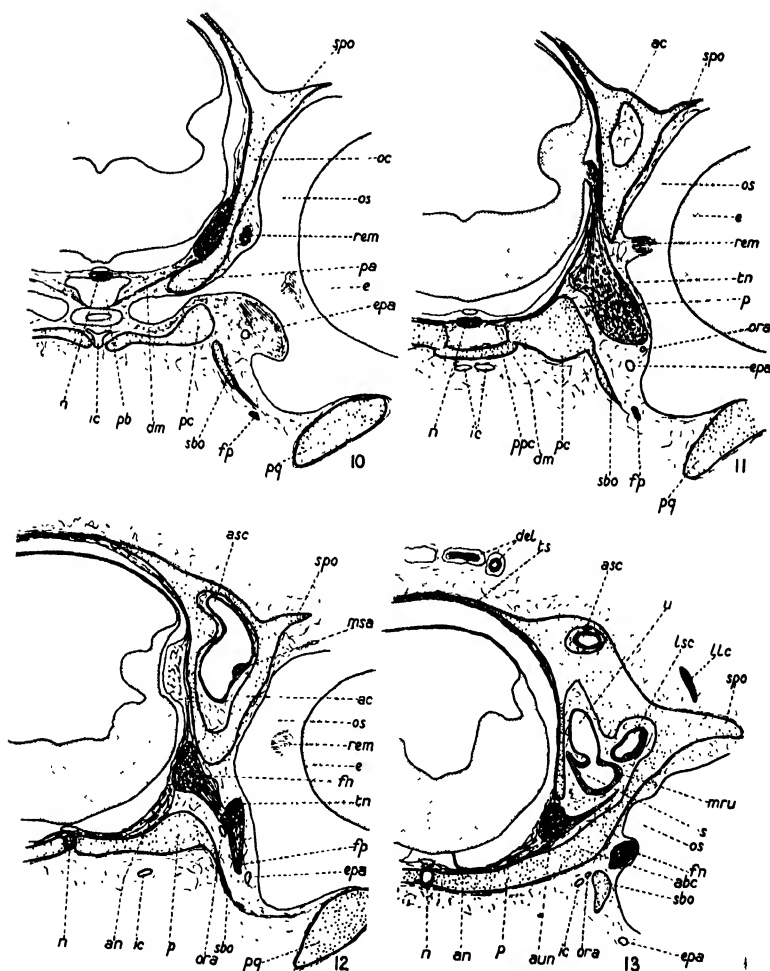 spo
oc
os
rem
pa
e
epa
n
ic
pb
dm
pc
sbo
fp
pq
10
ac
spo
os
e
rem
tn
p
ora
epa
n
ic
ppc
dm
pc
sbo
fp
pq
11
asc
spo
msa
ac
os
rem
e
fn
tn
fp
epa
n
an
ic
p
ora
sbo
pq
12
del
ts
asc
u
lsc
llc
spo
mru
s
os
fn
abc
sbo
n
an
p
aun
ic
ora
epa
13